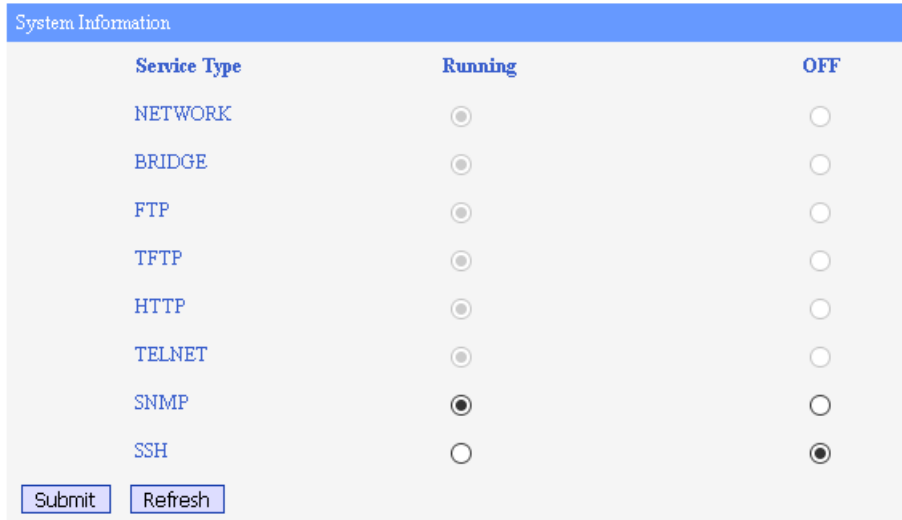 System Information
Service Type Running OFF
NETWORK
BRIDGE
FTP
TFTP
HTTP
TELNET
SNMP
SSH
Submit Refresh